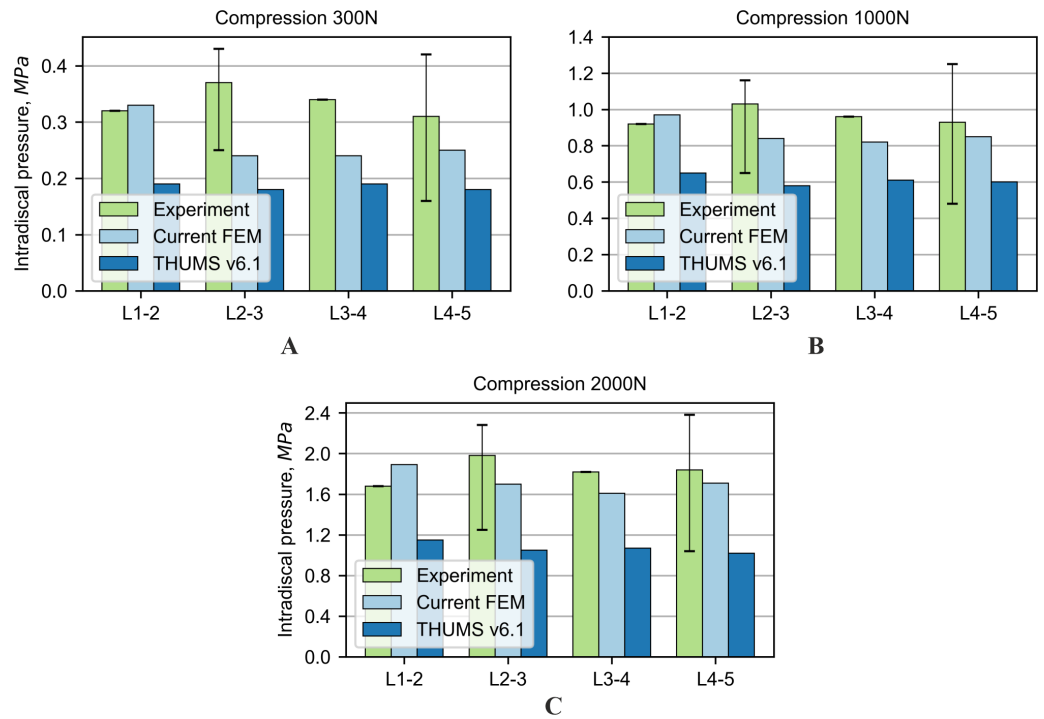 Compression 300N
Intradiscal pressure, MPa
0.4
0.3
0.2
0.1
0.0
Experiment
Current FEM
THUMS v6.1
L1-2 L2-3 L3-4 L4-5
A
Compression 1000N
1.4
1.2
1.0
0.8
0.6
0.4
0.2
0.0
Experiment
Current FEM
THUMS v6.1
L1-2 L2-3 L3-4 L4-5
B
Compression 2000N
Intradiscal pressure, MPa
2.4
2.0
1.6
1.2
0.8
0.4
0.0
Experiment
Current FEM
THUMS v6.1
L1-2 L2-3 L3-4 L4-5
C